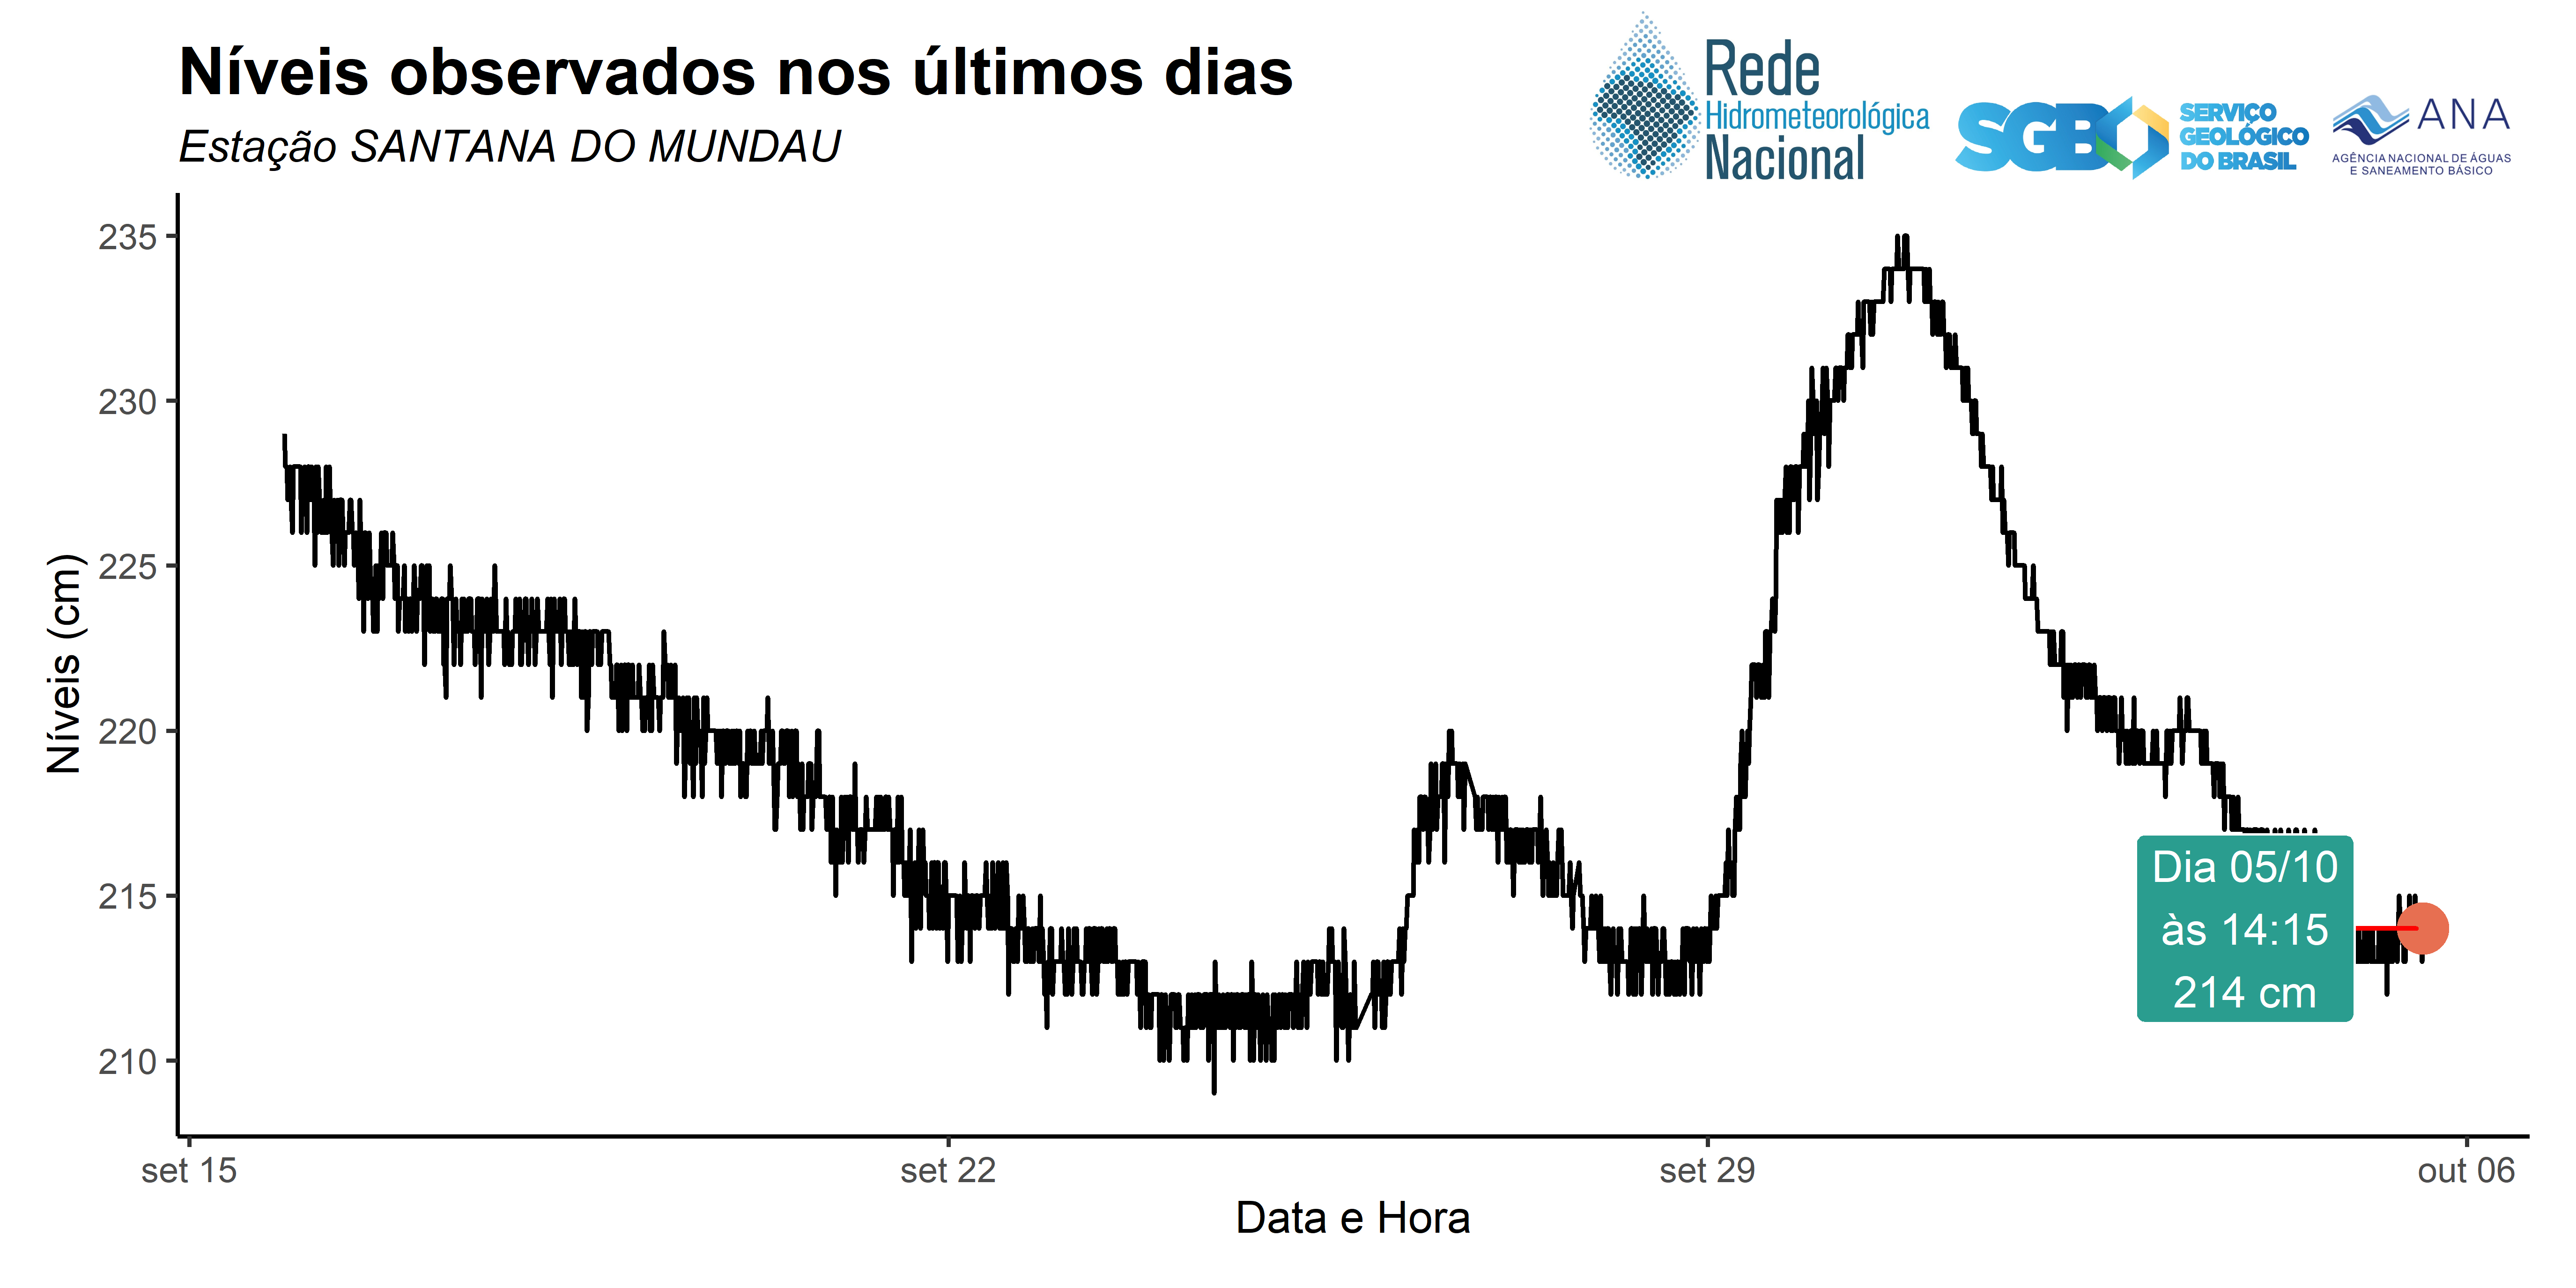 Níveis observados nos últimos dias
Estação SANTANA DO MUNDAU
Rede
Hidrometeorológica
Nacional
SGB
SERVIÇO
GEOLÓGICO
DO BRASIL
ANA
AGÊNCIA NACIONAL DE ÁGUAS
E SANEAMENTO BÁSICO
Níveis (cm)
235
230
225
220
215
210
Dia 05/10
às 14:15
214 cm
set 15
set 22
set 29
out 06
Data e Hora